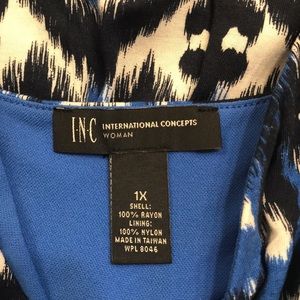 I·N·C INTERNATIONAL CONCEPTS
WOMAN
1X
SHELL:
100% RAYON
LINING:
100% NYLON
MADE IN TAIWAN
WPL 8046